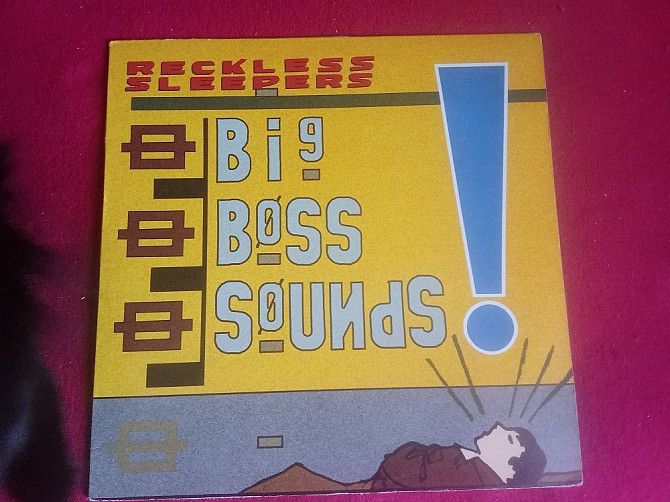 RECKLESS
SLEEPERS
Big
BØSS
SØUNdS
!